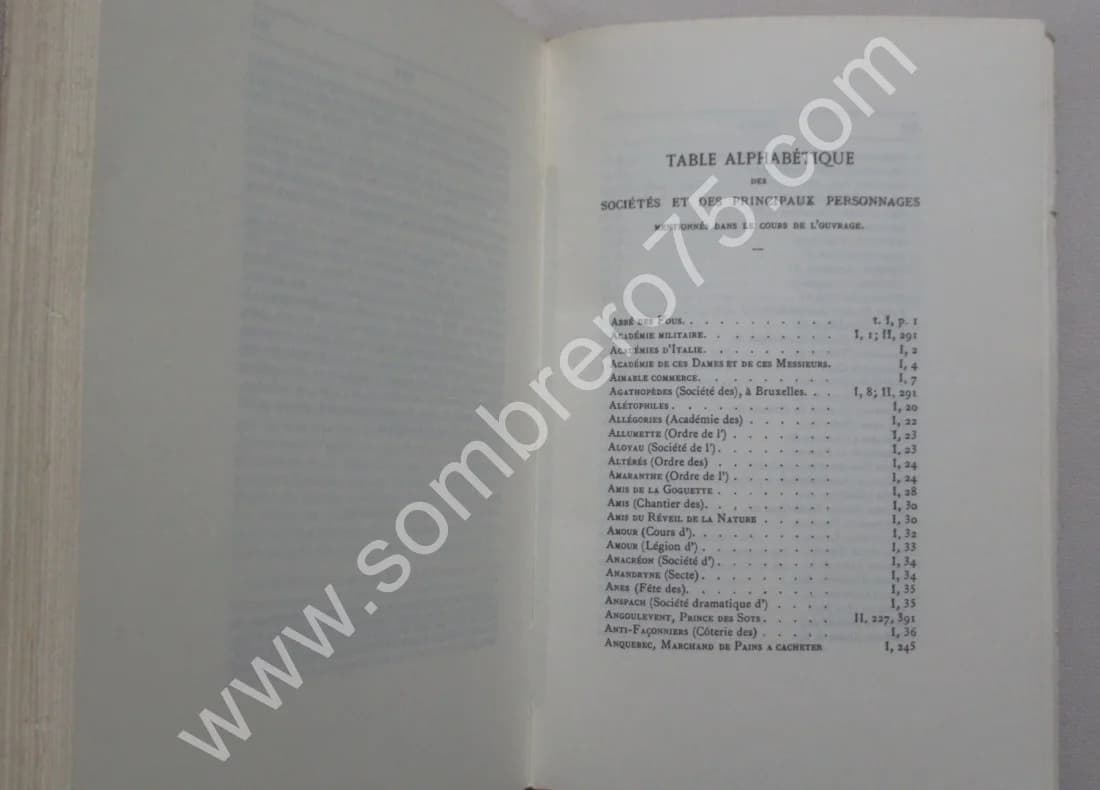 TABLE ALPHABÉTIQUE
DES
SOCIÉTÉS ET DES PRINCIPAUX PERSONNAGES
MENTIONNÉS DANS LE COURS DE L'OUVRAGE.
ABBÉ DES FOUS. . . . . . . . . . . t. I, p. 1
ACADÉMIE MILITAIRE. . . . . . . . . I, 1; II, 291
ACADÉMIES D'ITALIE. . . . . . . . . I, 2
ACADÉMIE DE CES DAMES ET DE CES MESSIEURS. I, 4
AIMABLE COMMERCE. . . . . . . . . I, 7
AGATHOPÈDES (Société des), à Bruxelles. . . I, 8; II, 291
ALÉTOPHILES . . . . . . . . . . . I, 20
ALLÉGORIES (Académie des) . . . . . . I, 22
ALLUMETTE (Ordre de l') . . . . . . . I, 23
ALOYAU (Société de l'). . . . . . . . I, 23
ALTÉRÉS (Ordre des) . . . . . . . . I, 24
AMARANTHE (Ordre de l') . . . . . . . I, 24
AMIS DE LA GOGUETTE . . . . . . . . I, 28
AMIS (Chantier des). . . . . . . . . I, 30
AMIS DU RÉVEIL DE LA NATURE . . . . . I, 30
AMOUR (Cours d'). . . . . . . . . . I, 32
AMOUR (Légion d') . . . . . . . . . I, 33
ANACRÉON (Société d') . . . . . . . . I, 34
ANANDRYNE (Secte) . . . . . . . . . I, 34
ANES (Fête des). . . . . . . . . . . I, 35
ANSPACH (Société dramatique d') . . . . I, 35
ANGOULEVENT, PRINCE DES SOTS. . . . . II, 227, 391
ANTI-FAÇONNIERS (Côterie des) . . . . . I, 36
ANQUEREC, MARCHAND DE PAINS A CACHETER I, 245
www.sombrero75.com